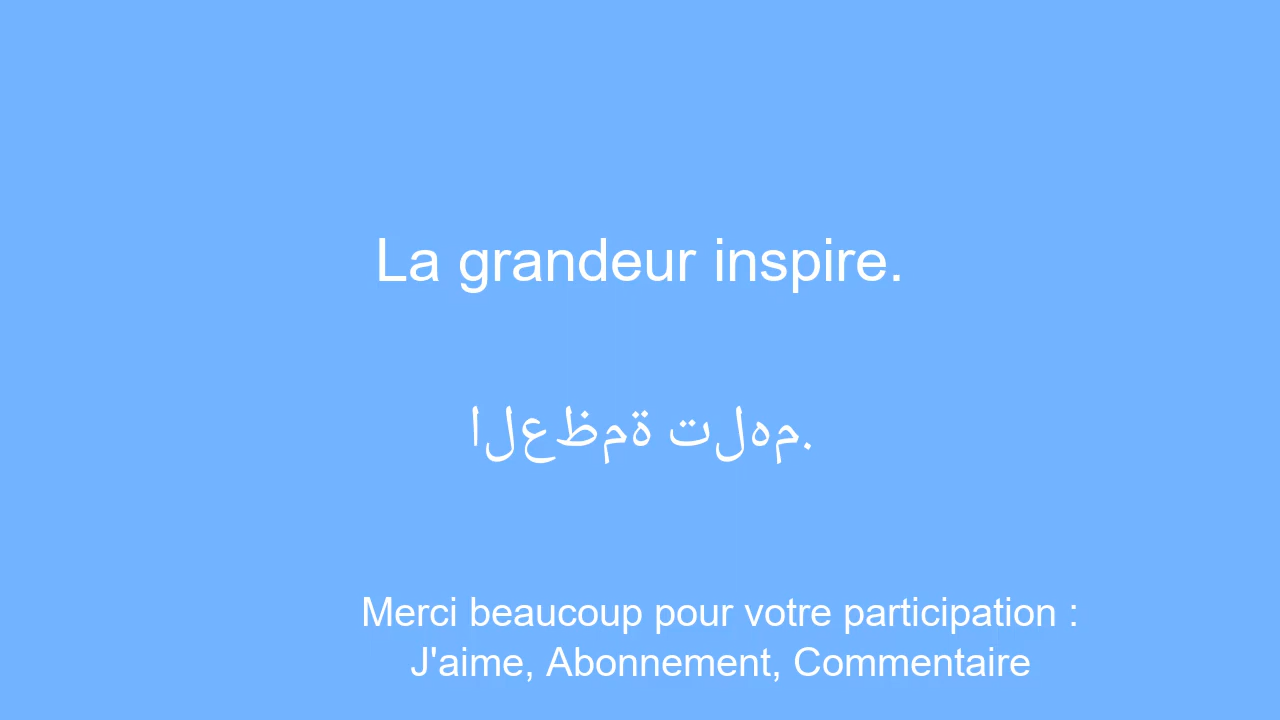 La grandeur inspire.
العظمة تلهم.
Merci beaucoup pour votre participation :
J'aime, Abonnement, Commentaire